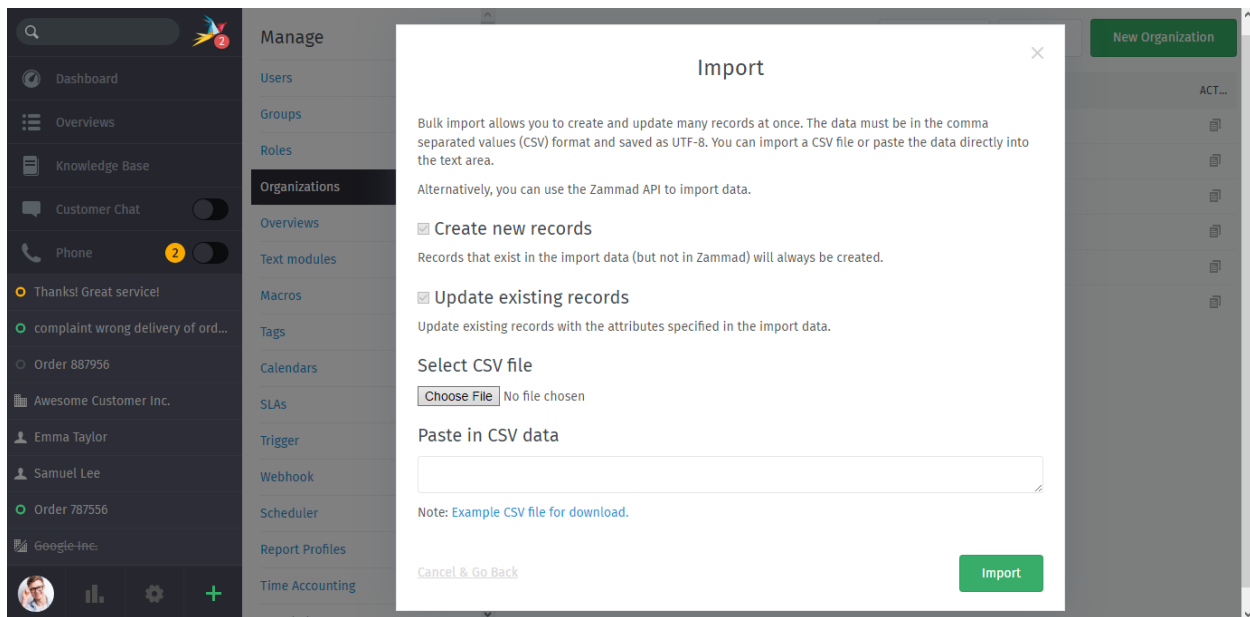 2
Dashboard
Overviews
Knowledge Base
Customer Chat
Phone
2
Thanks! Great service!
complaint wrong delivery of ord...
Order 887956
Awesome Customer Inc.
Emma Taylor
Samuel Lee
Order 787556
Google Inc.
Manage
Users
Groups
Roles
Organizations
Overviews
Text modules
Macros
Tags
Calendars
SLAs
Trigger
Webhook
Scheduler
Report Profiles
Time Accounting
New Organization
ACT...
Import
Bulk import allows you to create and update many records at once. The data must be in the comma
separated values (CSV) format and saved as UTF-8. You can import a CSV file or paste the data directly into
the text area.
Alternatively, you can use the Zammad API to import data.
Create new records
Records that exist in the import data (but not in Zammad) will always be created.
Update existing records
Update existing records with the attributes specified in the import data.
Select CSV file
Choose File No file chosen
Paste in CSV data
Note: Example CSV file for download.
Cancel & Go Back
Import